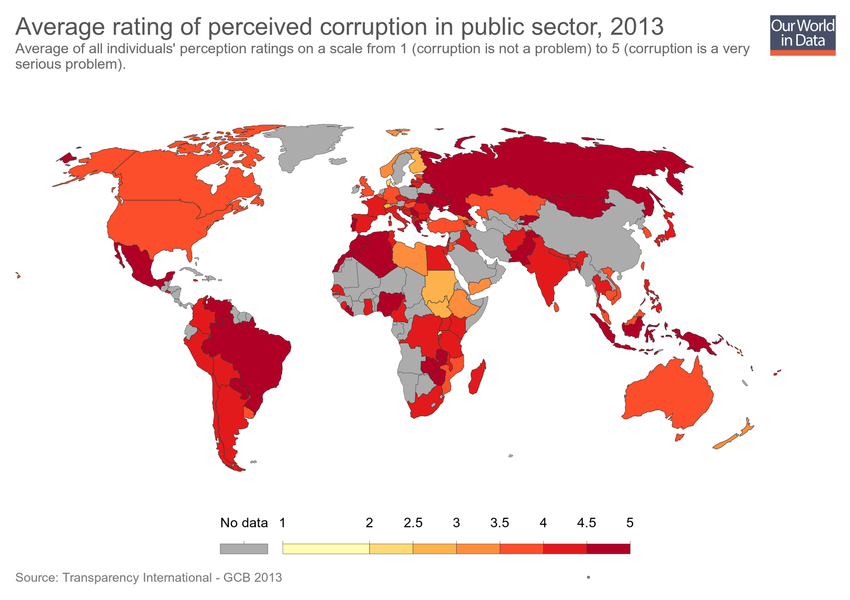 Average rating of perceived corruption in public sector, 2013
Our World
in Data
Average of all individuals' perception ratings on a scale from 1 (corruption is not a problem) to 5 (corruption is a very
serious problem).
No data 1 2 2.5 3 3.5 4 4.5 5
Source: Transparency International - GCB 2013